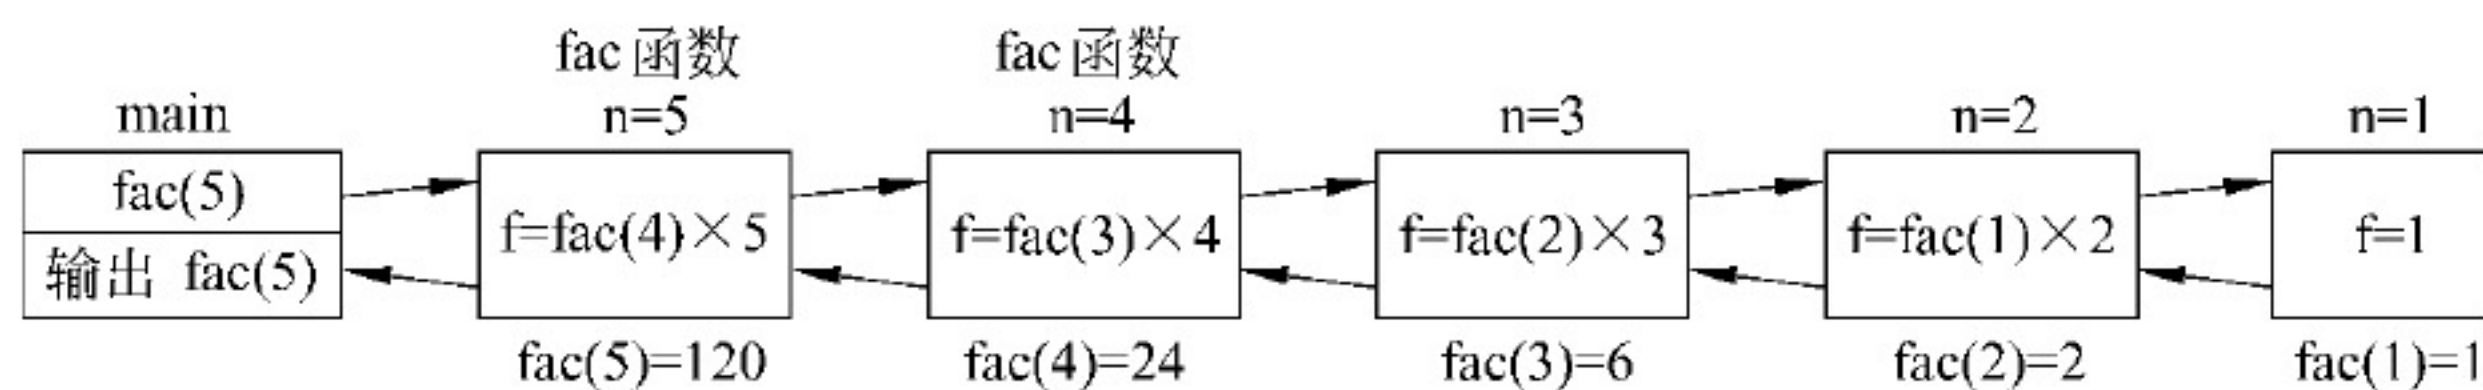 fac 函数 fac 函数
main n=5 n=4 n=3 n=2 n=1
fac(5)
f=fac(4)×5 f=fac(3)×4 f=fac(2)×3 f=fac(1)×2 f=1
输出 fac(5)
fac(5)=120 fac(4)=24 fac(3)=6 fac(2)=2 fac(1)=1